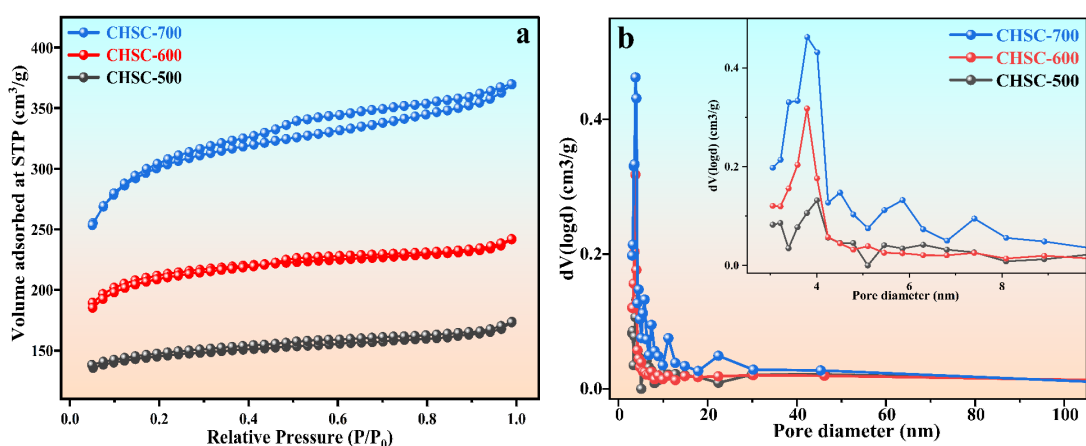 a
CHSC-700
CHSC-600
CHSC-500
Volume adsorbed at STP (cm³/g)
400
350
300
250
200
150
0.0 0.2 0.4 0.6 0.8 1.0
Relative Pressure (P/P₀)
b
CHSC-700
CHSC-600
CHSC-500
dV(logd) (cm3/g)
0.4
0.2
0.0
0 20 40 60 80 100
Pore diameter (nm)
dV(logd) (cm3/g)
0.4
0.2
0.0
4 6 8
Pore diameter (nm)